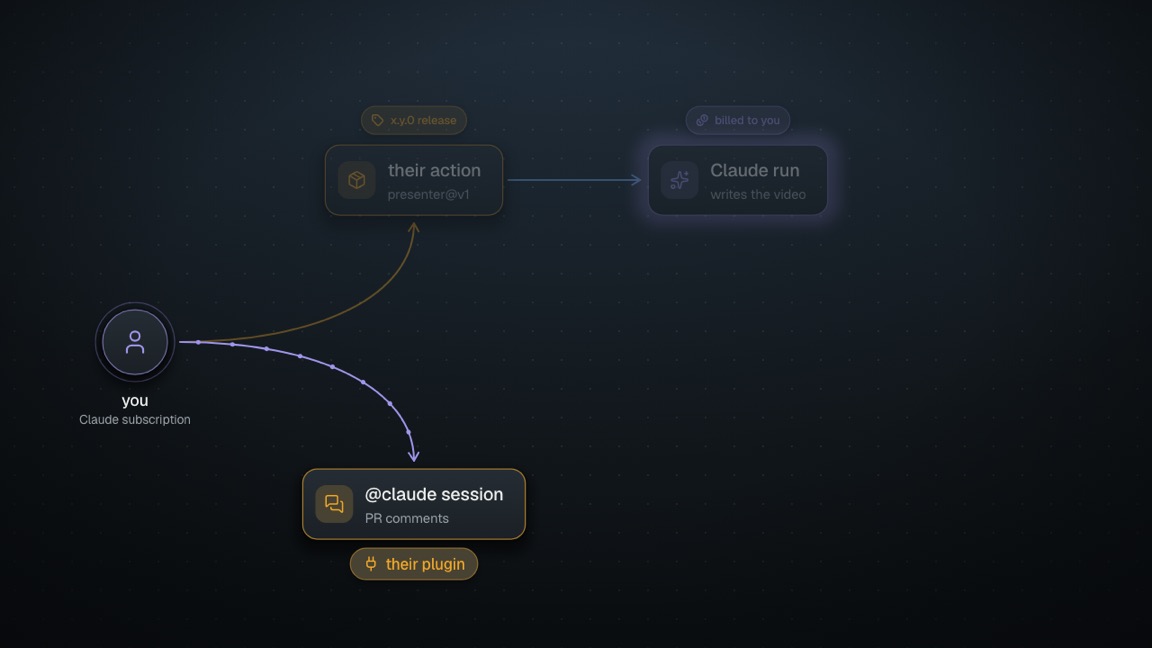 x.y.0 release
billed to you
their action
presenter@v1
Claude run
writes the video
you
Claude subscription
@claude session
PR comments
their plugin